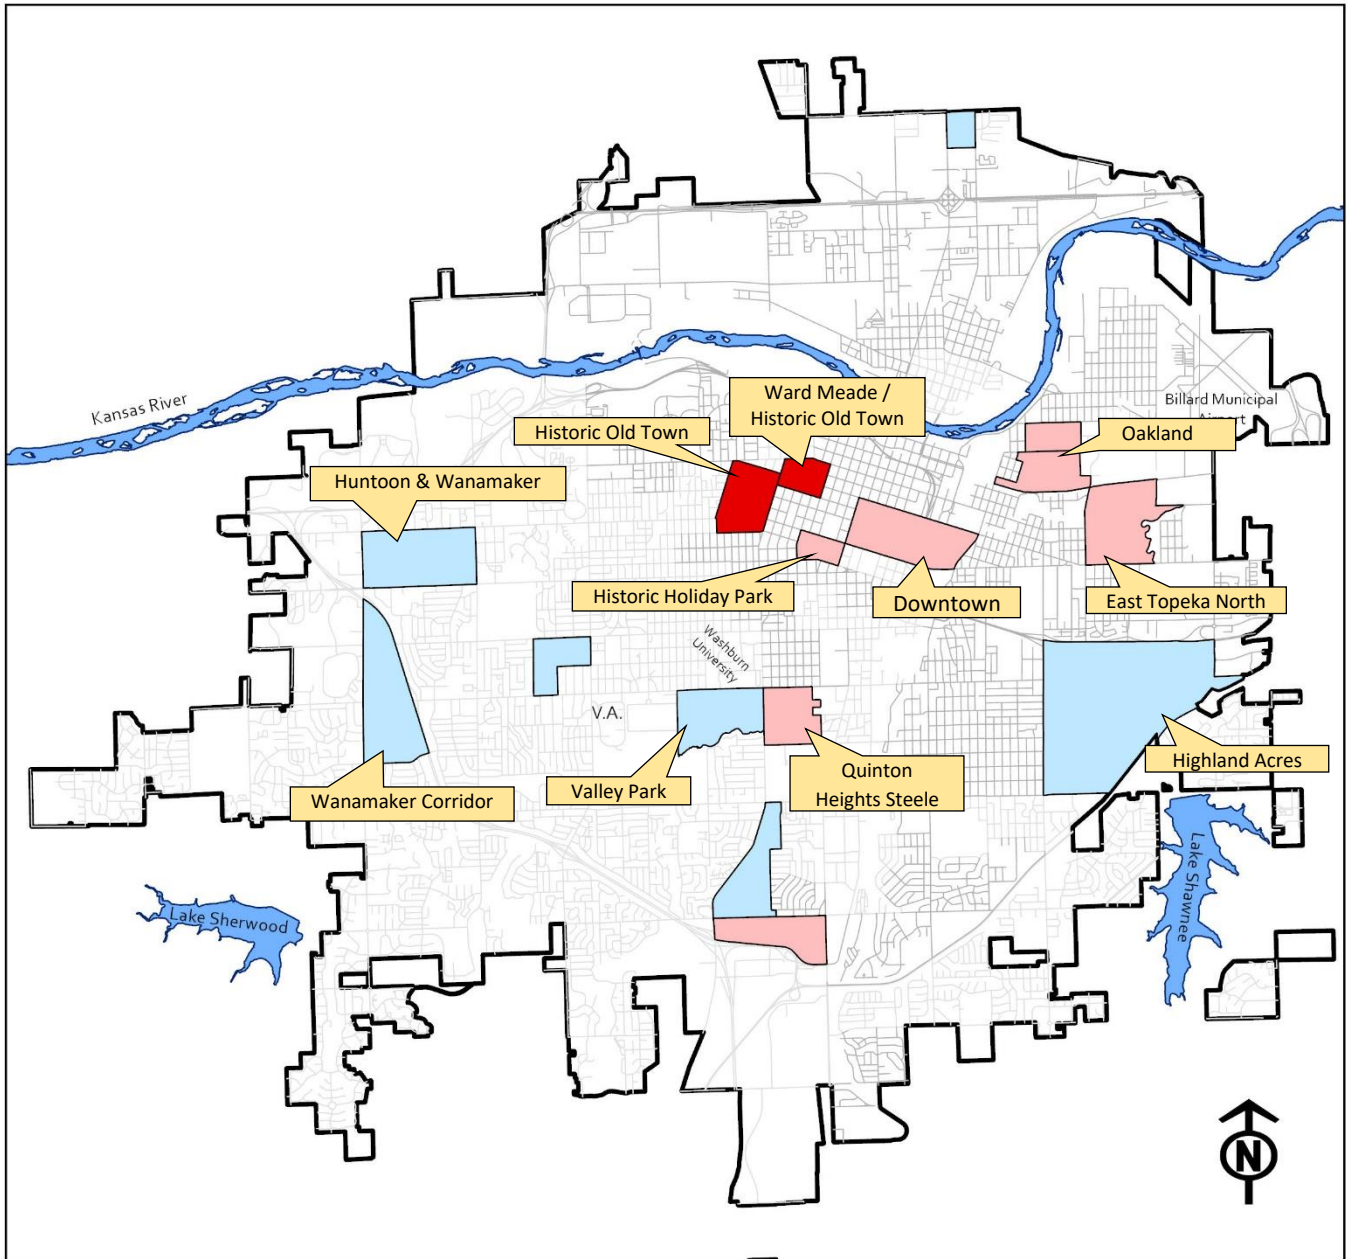 Kansas River
Ward Meade /
Historic Old Town
Billard Municipal
Airport
Historic Old Town
Oakland
Huntoon & Wanamaker
Historic Holiday Park
Downtown
East Topeka North
Washburn
University
V.A.
Highland Acres
Wanamaker Corridor
Valley Park
Quinton
Heights Steele
Lake Sherwood
Lake Shawnee
N